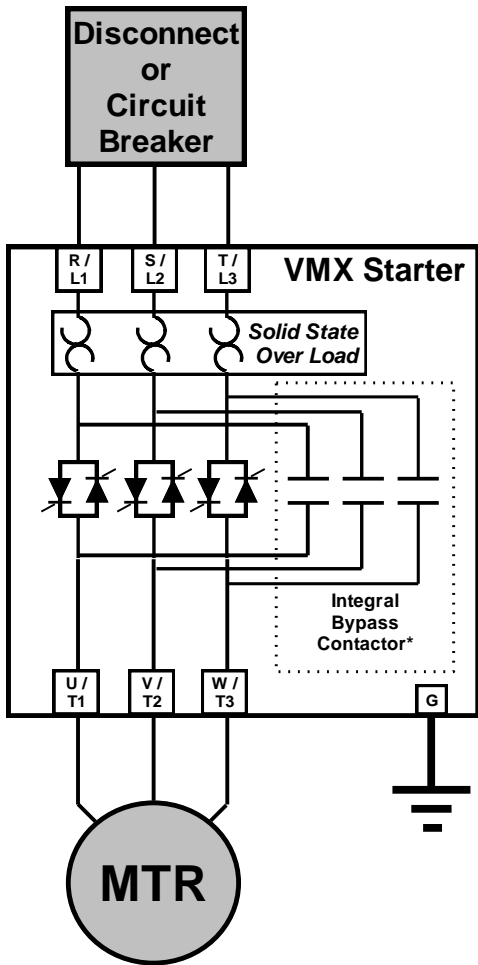 Disconnect
or
Circuit
Breaker
R /
L1
S /
L2
T /
L3
VMX Starter
Solid State
Over Load
Integral
Bypass
Contactor*
U /
T1
V /
T2
W /
T3
G
MTR